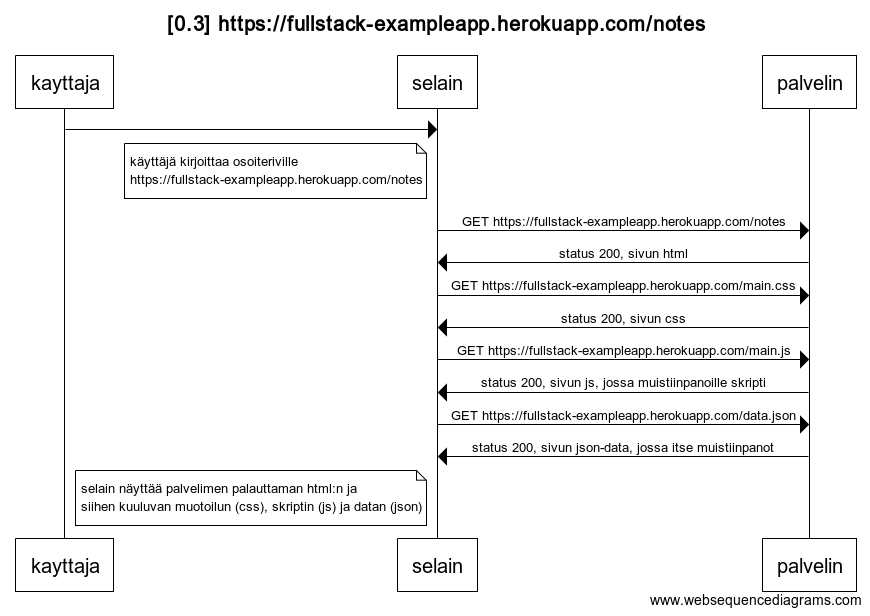 [0.3] https://fullstack-exampleapp.herokuapp.com/notes
kayttaja
selain
palvelin
käyttäjä kirjoittaa osoiteriville
https://fullstack-exampleapp.herokuapp.com/notes
GET https://fullstack-exampleapp.herokuapp.com/notes
status 200, sivun html
GET https://fullstack-exampleapp.herokuapp.com/main.css
status 200, sivun css
GET https://fullstack-exampleapp.herokuapp.com/main.js
status 200, sivun js, jossa muistiinpanoille skripti
GET https://fullstack-exampleapp.herokuapp.com/data.json
status 200, sivun json-data, jossa itse muistiinpanot
selain näyttää palvelimen palauttaman html:n ja
siihen kuuluvan muotoilun (css), skriptin (js) ja datan (json)
kayttaja
selain
palvelin
www.websequencediagrams.com